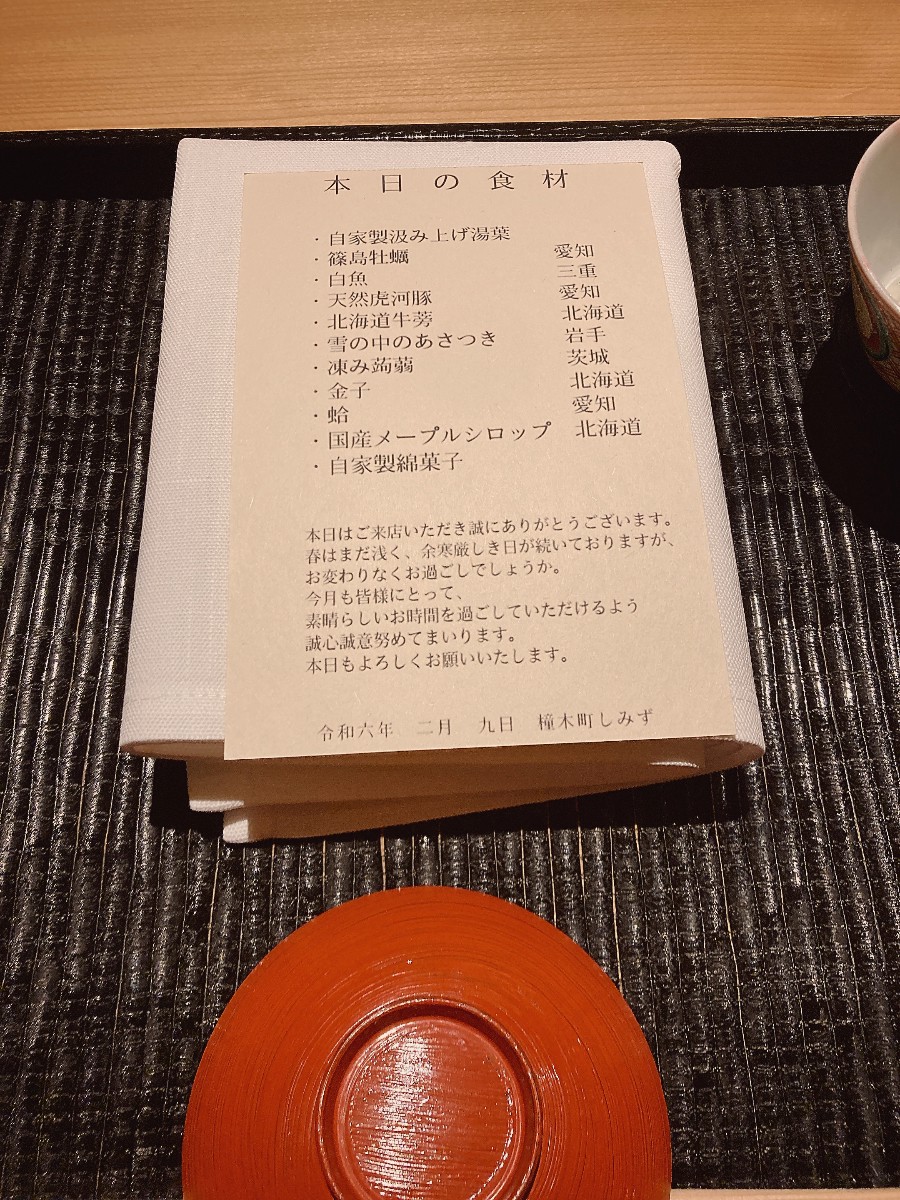 本日の食材
・自家製汲み上げ湯葉
・篠島牡蠣 愛知
・白魚 三重
・天然虎河豚 愛知
・北海道牛蒡 北海道
・雪の中のあさつき 岩手
・凍み蒟蒻 茨城
・金子 北海道
・蛤 愛知
・国産メープルシロップ 北海道
・自家製綿菓子
本日はご来店いただき誠にありがとうございます。
春はまだ浅く、余寒厳しき日が続いておりますが、
お変わりなくお過ごしでしょうか。
今月も皆様にとって、
素晴らしいお時間を過ごしていただけるよう
誠心誠意努めてまいります。
本日もよろしくお願いいたします。
令和六年 二月 九日 橦木町しみず